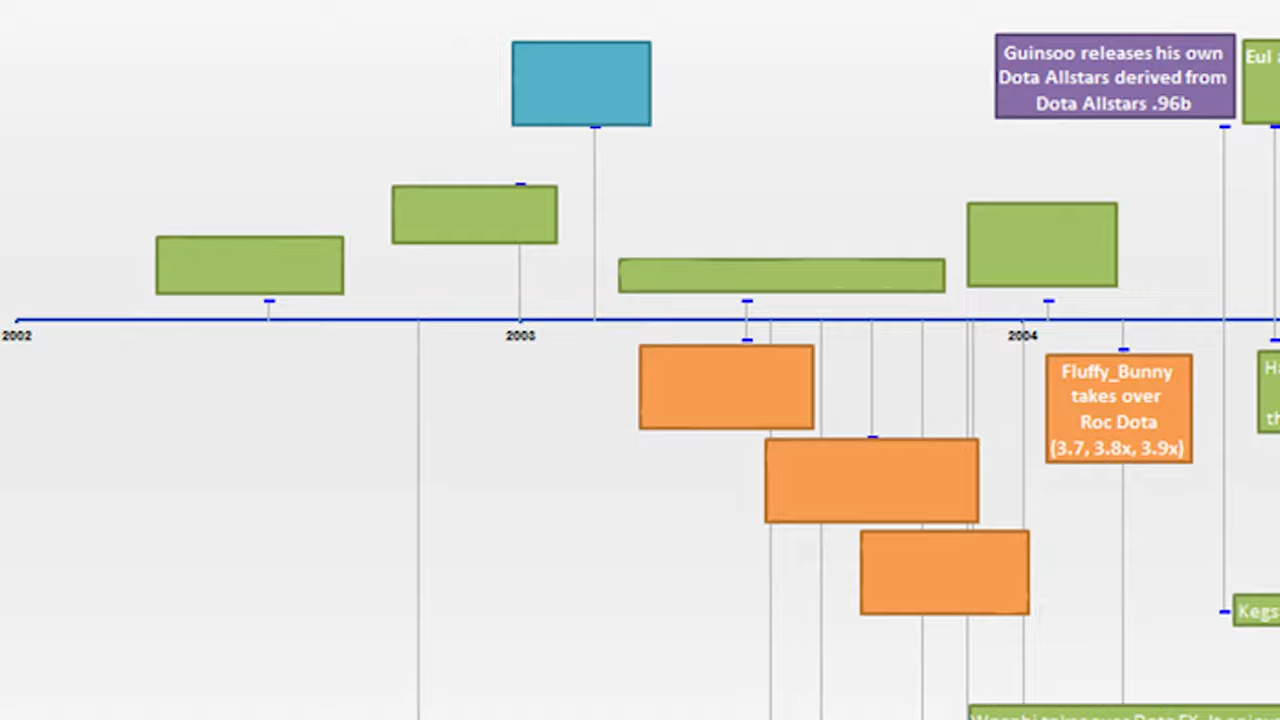 Guinsoo releases his own
Dota Allstars derived from
Dota Allstars .96b
Eul
2002
2003
2004
Fluffy_Bunny
takes over
Roc Dota
(3.7, 3.8x, 3.9x)
Kegs